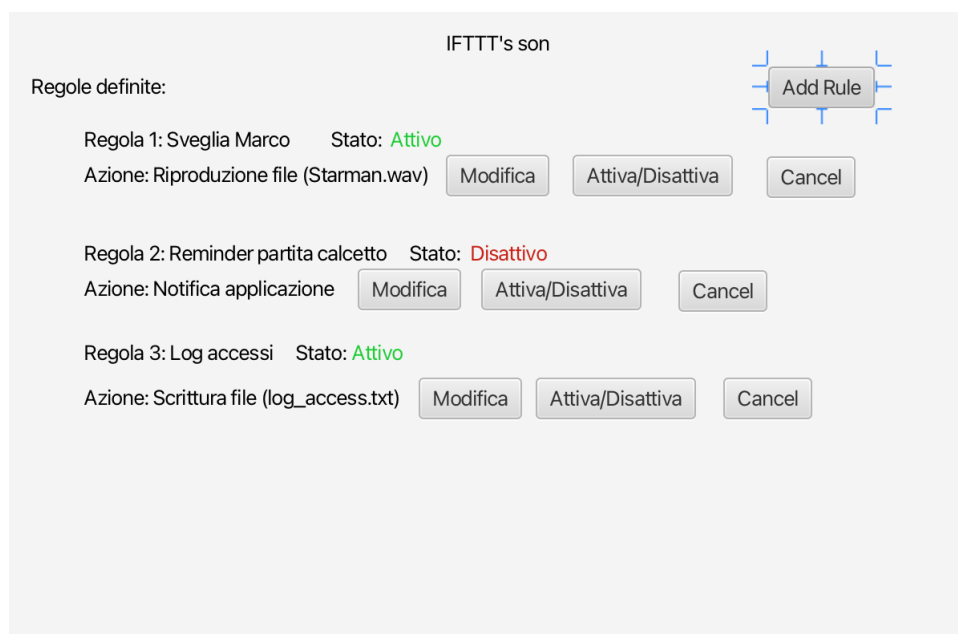 IFTTT's son
Regole definite:
Add Rule
Regola 1: Sveglia Marco Stato: Attivo
Azione: Riproduzione file (Starman.wav) Modifica Attiva/Disattiva Cancel
Regola 2: Reminder partita calcetto Stato: Disattivo
Azione: Notifica applicazione Modifica Attiva/Disattiva Cancel
Regola 3: Log accessi Stato: Attivo
Azione: Scrittura file (log_access.txt) Modifica Attiva/Disattiva Cancel